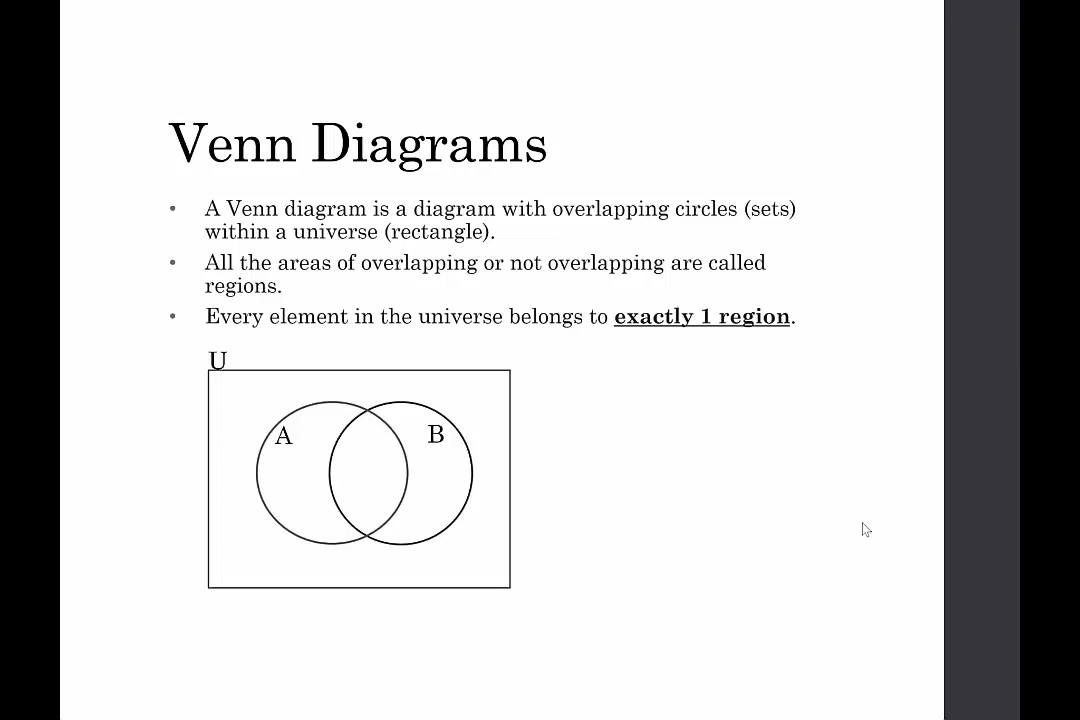 Venn Diagrams
• A Venn diagram is a diagram with overlapping circles (sets)
within a universe (rectangle).
• All the areas of overlapping or not overlapping are called
regions.
• Every element in the universe belongs to exactly 1 region.
U
A
B